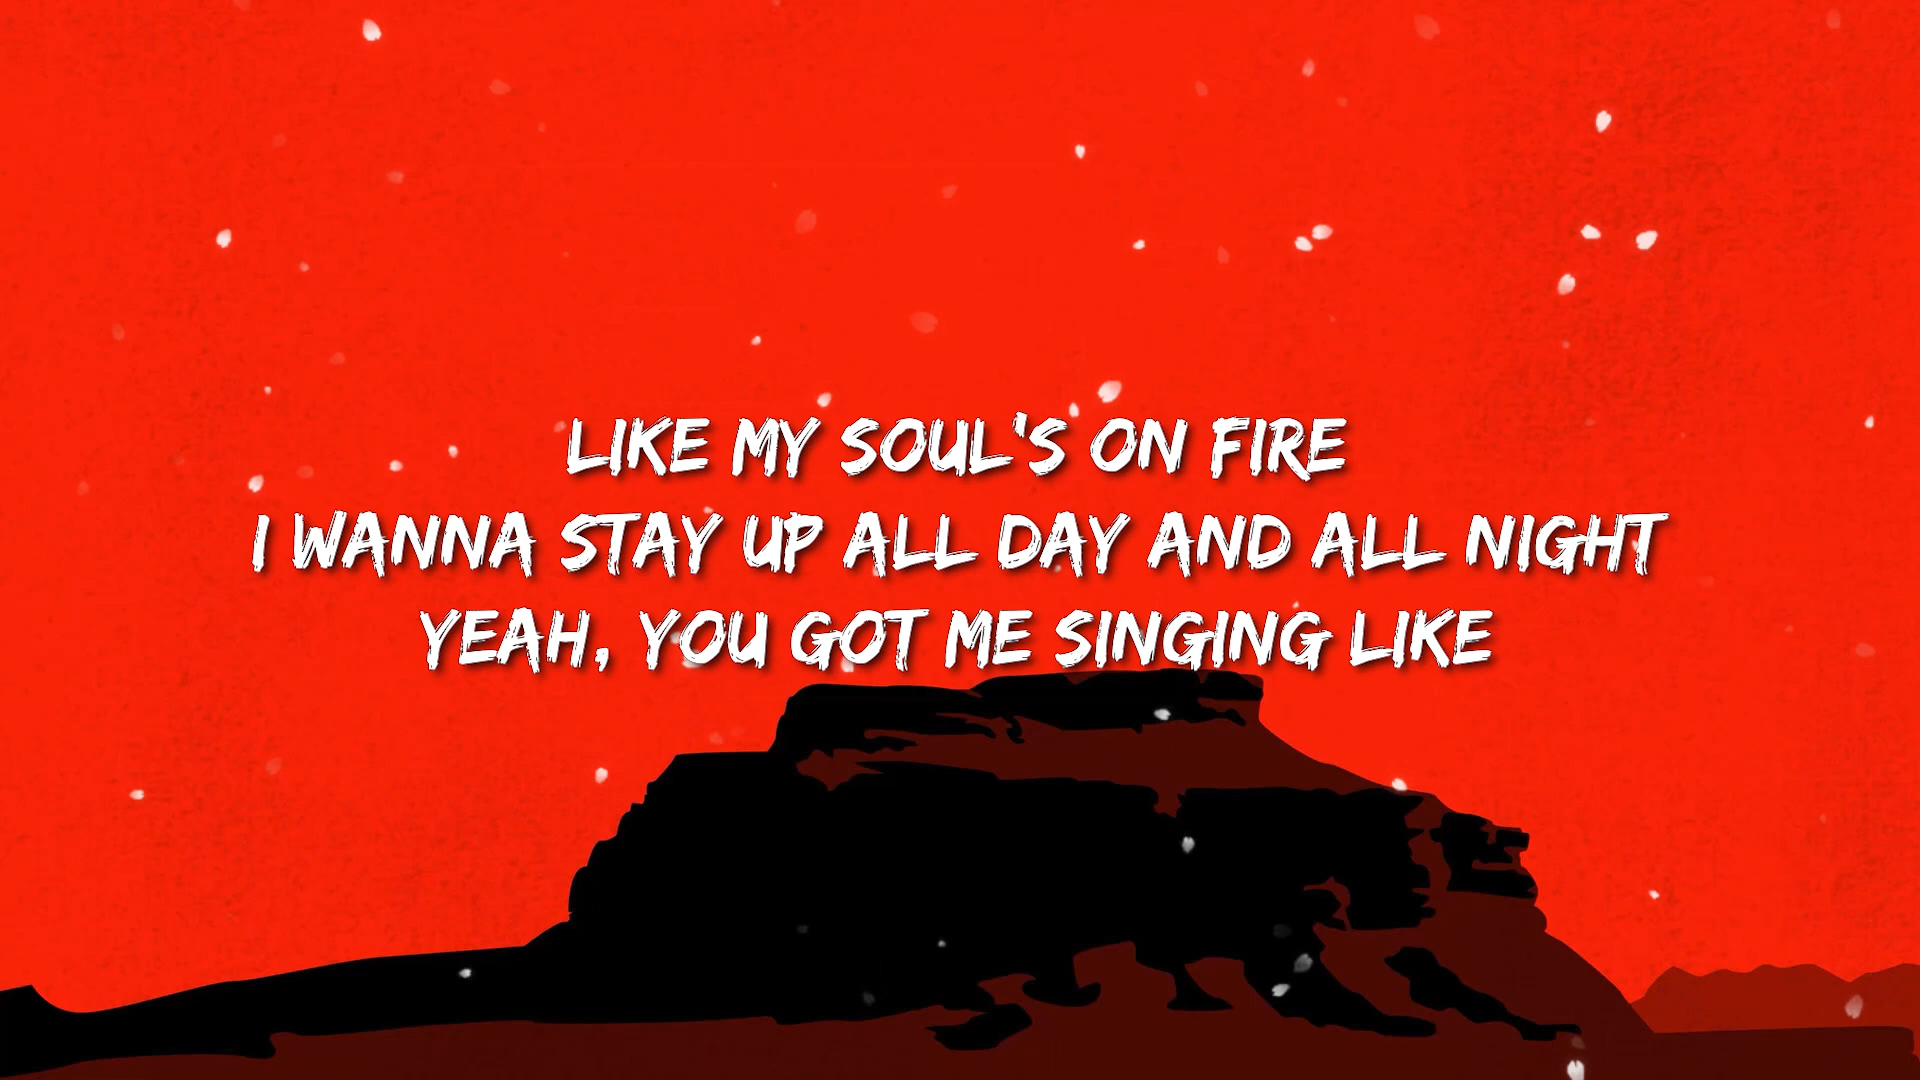 LIKE MY SOUL'S ON FIRE
I WANNA STAY UP ALL DAY AND ALL NIGHT
YEAH, YOU GOT ME SINGING LIKE